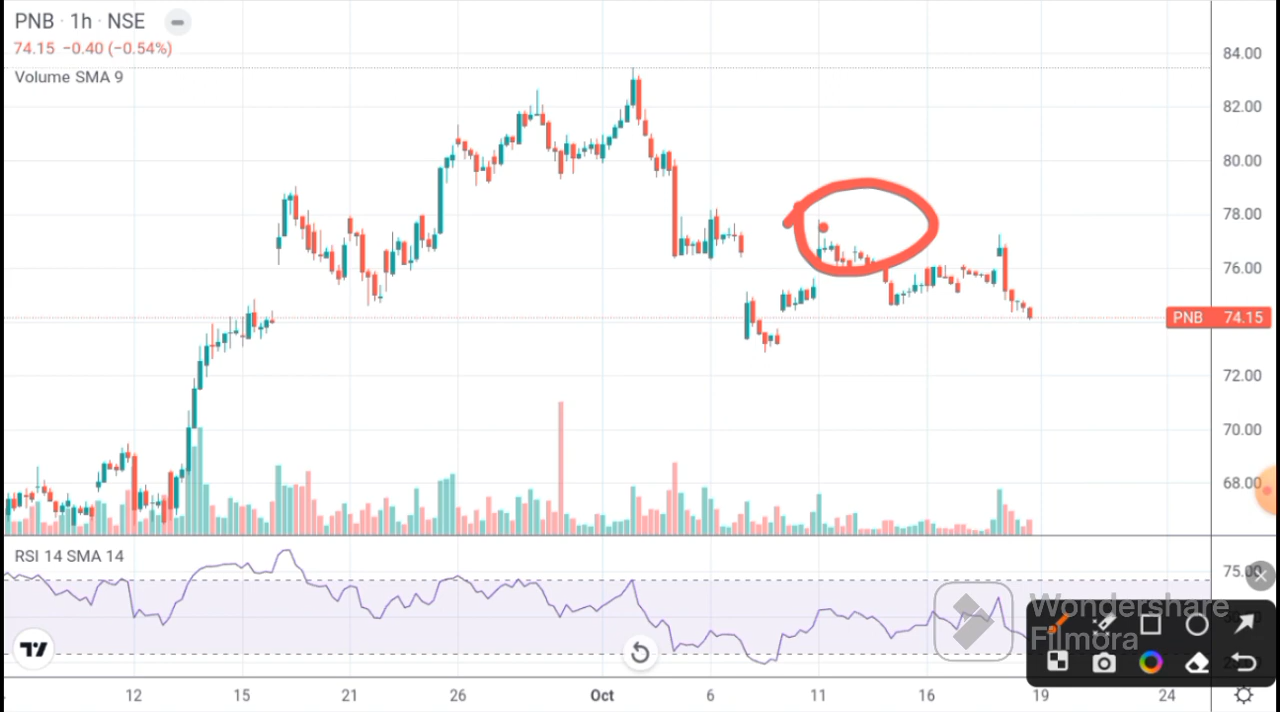 PNB · 1h · NSE
74.15 −0.40 (−0.54%)
Volume SMA 9
84.00
82.00
80.00
78.00
76.00
PNB 74.15
72.00
70.00
68.00
RSI 14 SMA 14
75.00
Wondershare
Filmora
12 15 21 26 Oct 6 11 16 19 24